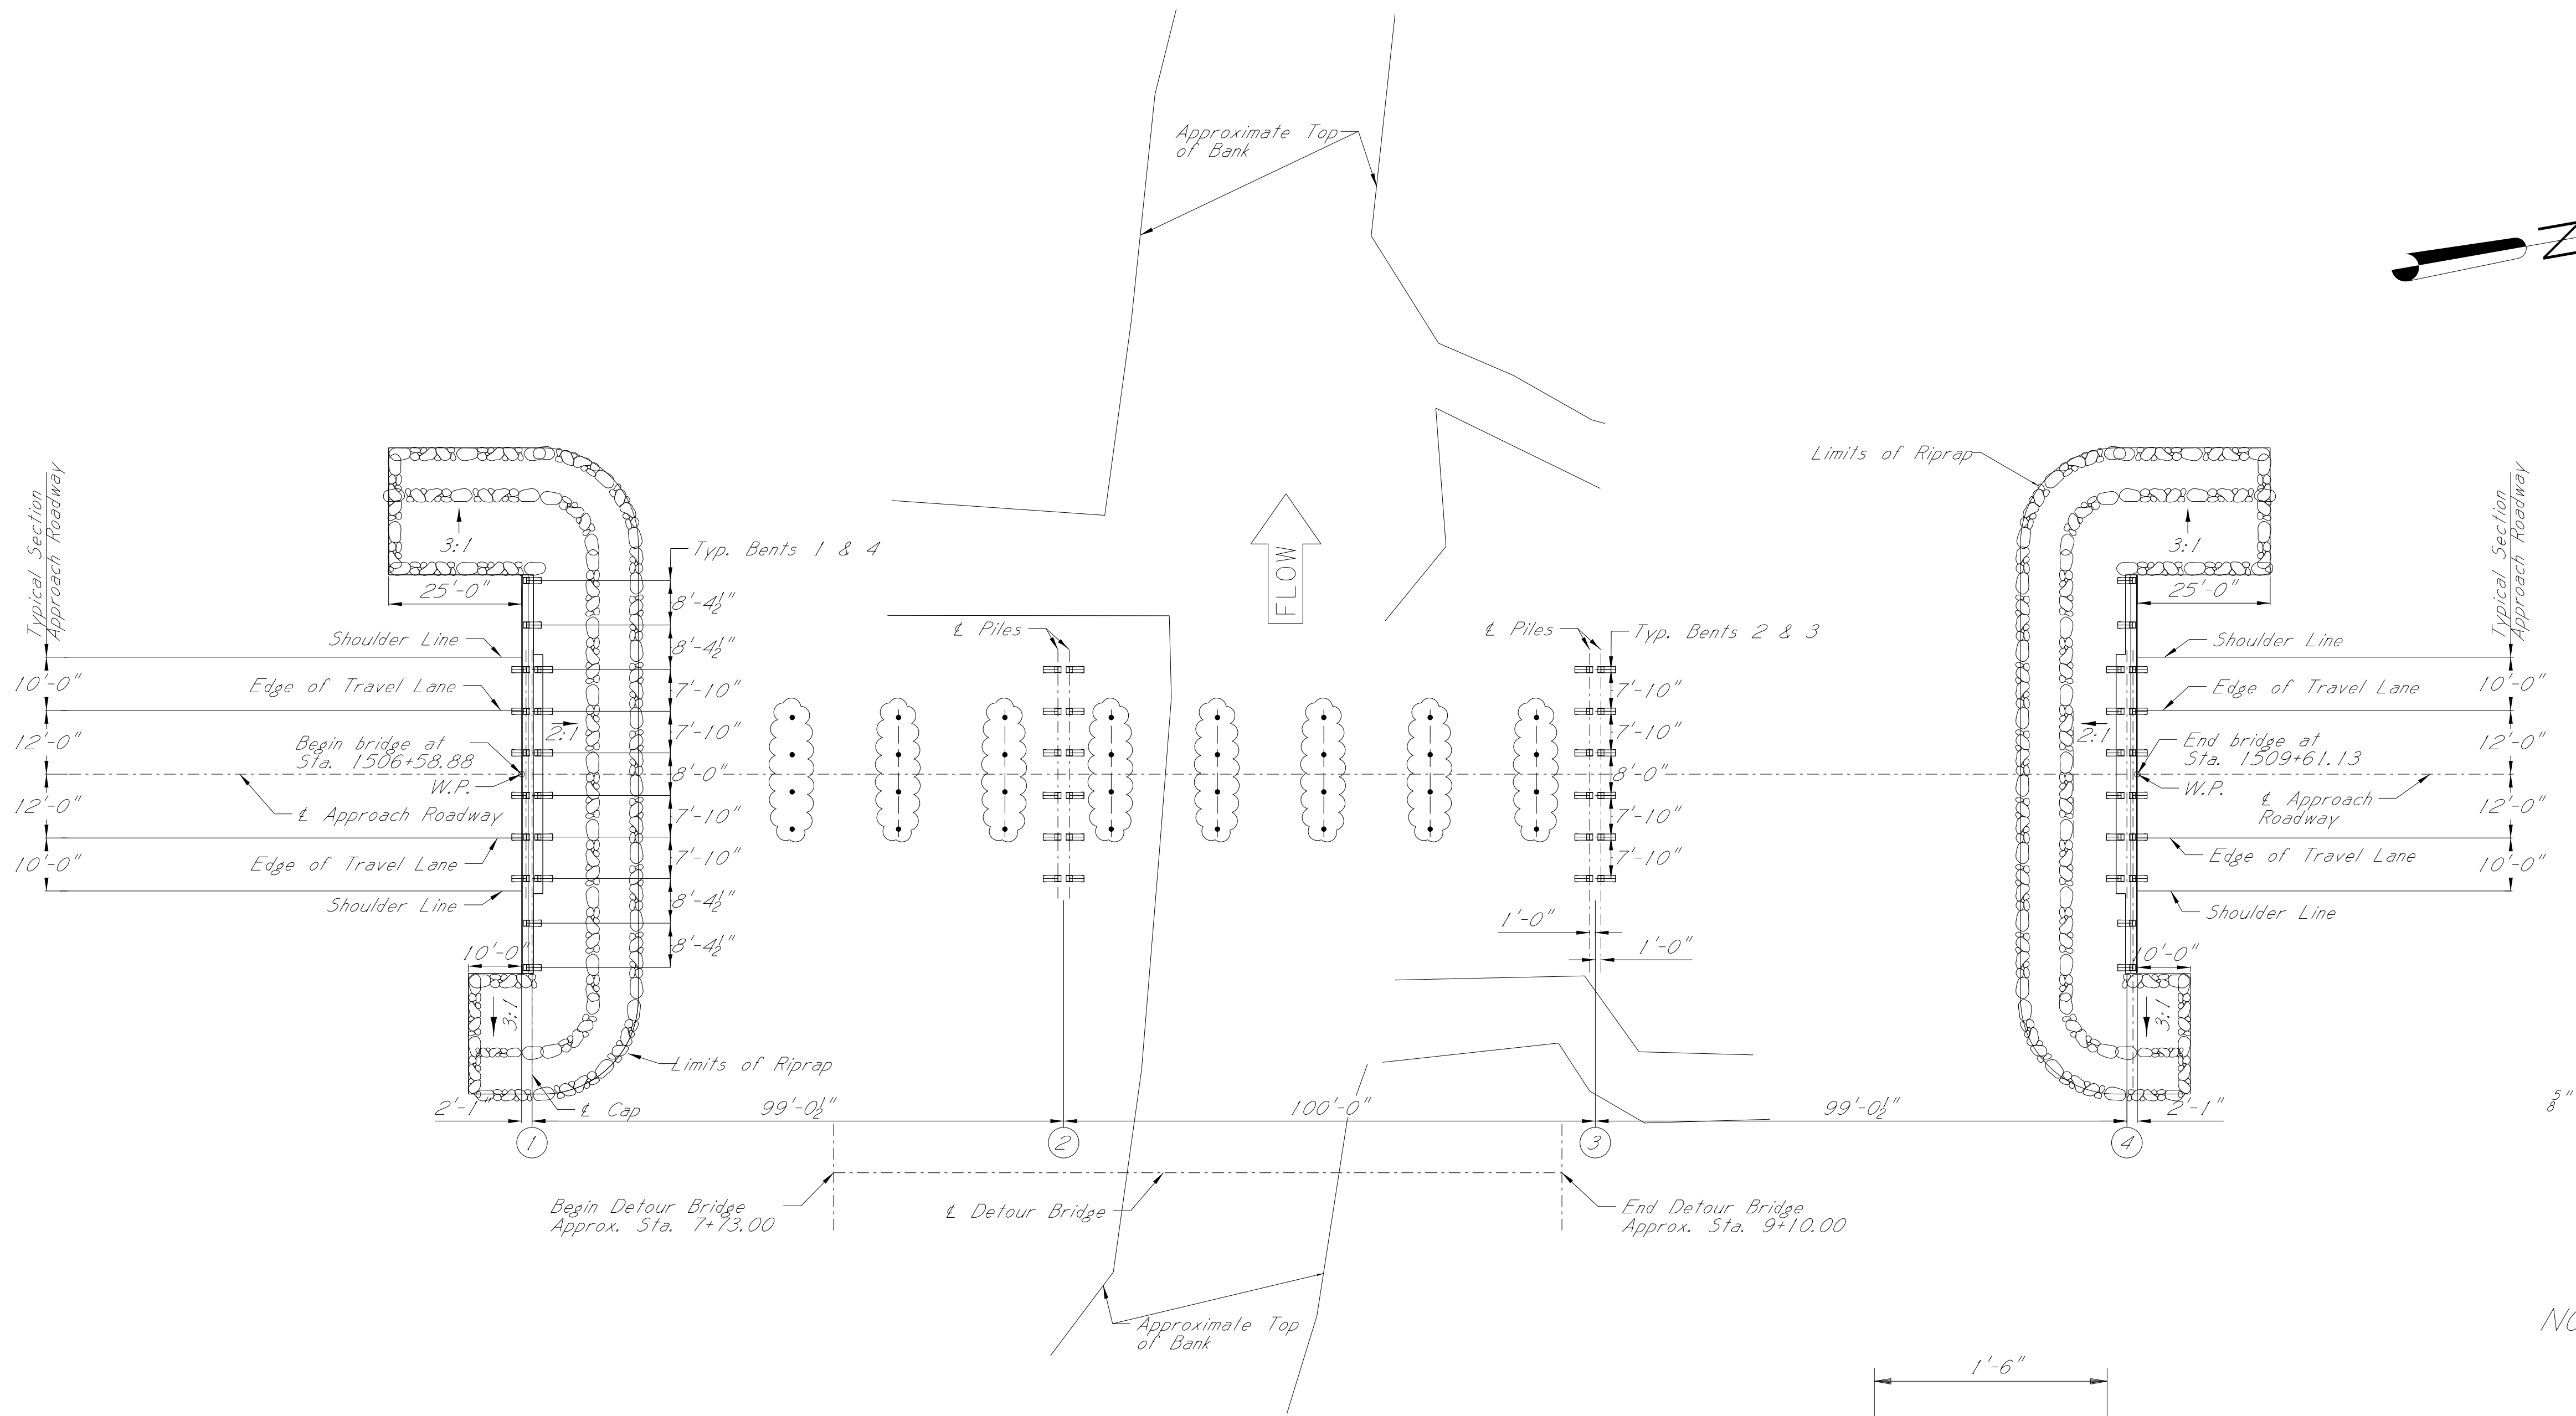 Approximate Top
of Bank
N
Limits of Riprap
Typical Section
Approach Roadway
Typical Section
Approach Roadway
3:1
3:1
Typ. Bents 1 & 4
25'-0"
25'-0"
FLOW
8'-4½"
8'-4½"
7'-10"
7'-10"
8'-0"
7'-10"
7'-10"
8'-4½"
8'-4½"
Shoulder Line
Edge of Travel Lane
Begin bridge at
Sta. 1506+58.88
W.P.
℄ Approach Roadway
Edge of Travel Lane
Shoulder Line
10'-0"
12'-0"
12'-0"
10'-0"
2:1
℄ Piles
℄ Piles
Typ. Bents 2 & 3
7'-10"
7'-10"
8'-0"
7'-10"
7'-10"
1'-0"
1'-0"
Shoulder Line
Edge of Travel Lane
2:1
End bridge at
Sta. 1509+61.13
W.P.
℄ Approach
Roadway
Edge of Travel Lane
Shoulder Line
10'-0"
12'-0"
12'-0"
10'-0"
10'-0"
3:1
10'-0"
3:1
Limits of Riprap
2'-1"
℄ Cap
99'-0½"
100'-0"
99'-0½"
2'-1"
⅝"
1
2
3
4
Begin Detour Bridge
Approx. Sta. 7+73.00
℄ Detour Bridge
End Detour Bridge
Approx. Sta. 9+10.00
Approximate Top
of Bank
1'-6"